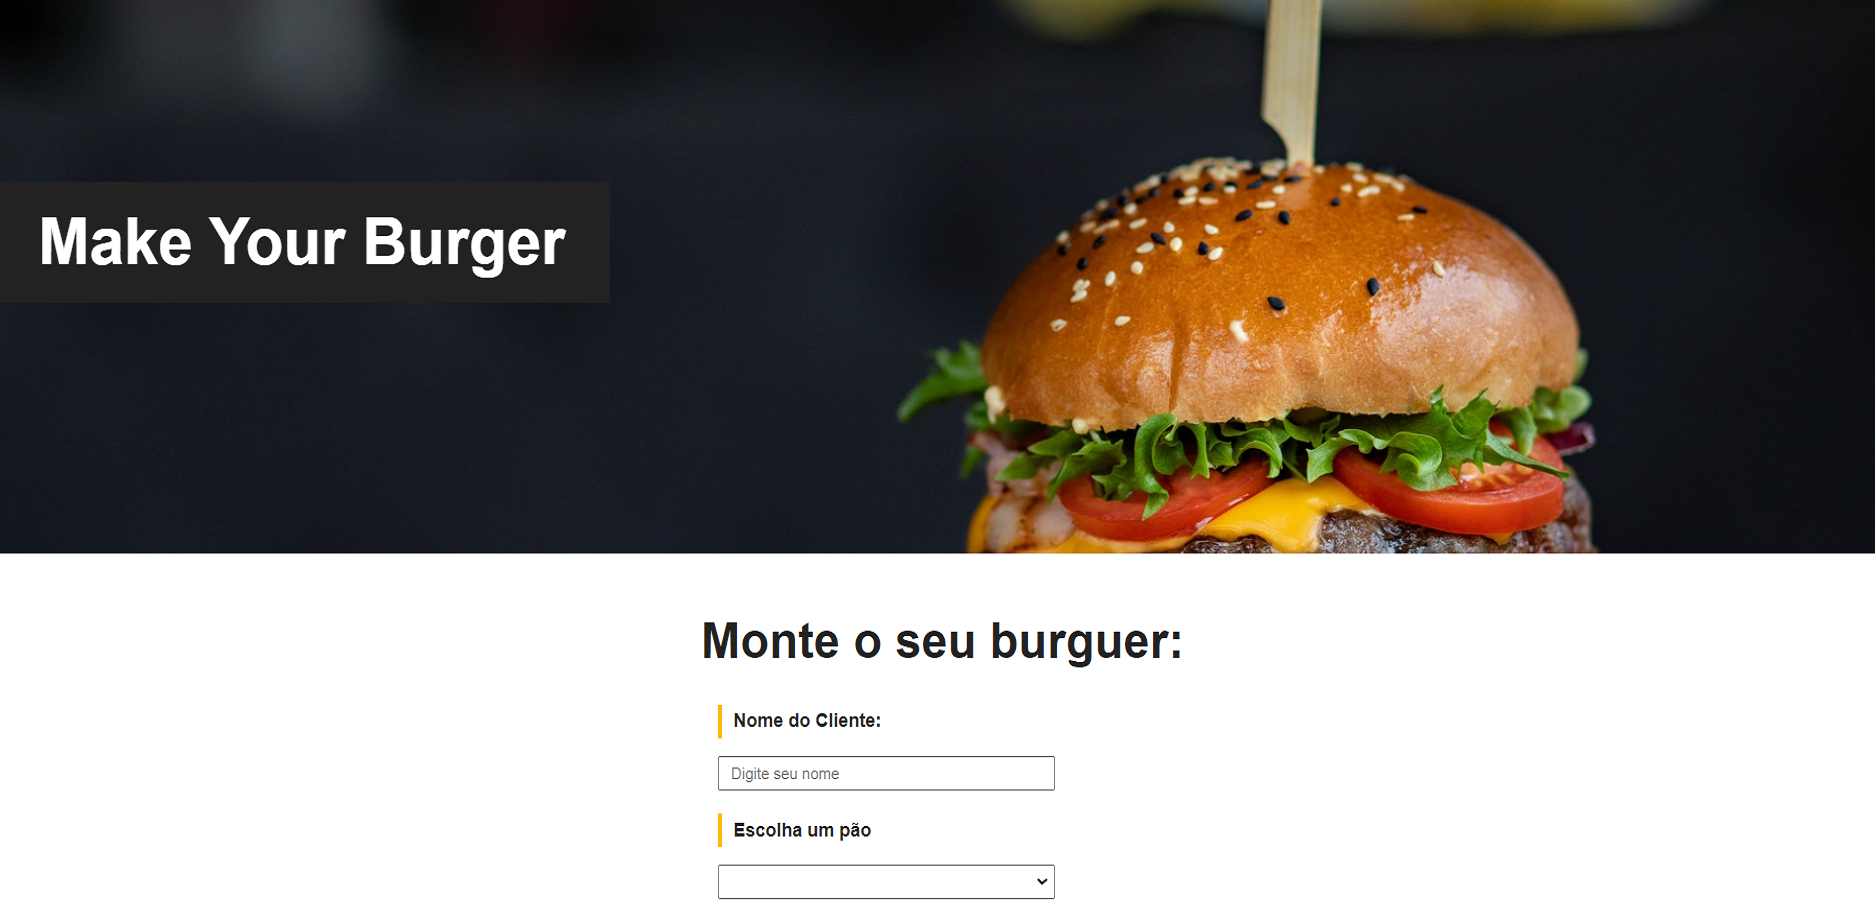 Make Your Burger
Monte o seu burguer:
Nome do Cliente:
Digite seu nome
Escolha um pão